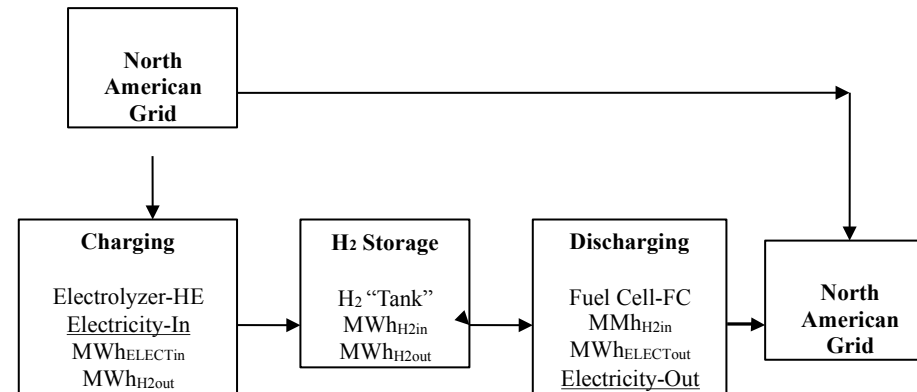 North
American
Grid
Charging
Electrolyzer-HE
Electricity-In
MWhELECTin
MWhH2out
H2 Storage
H2 “Tank”
MWhH2in
MWhH2out
Discharging
Fuel Cell-FC
MMhH2in
MWhELECTout
Electricity-Out
North
American
Grid